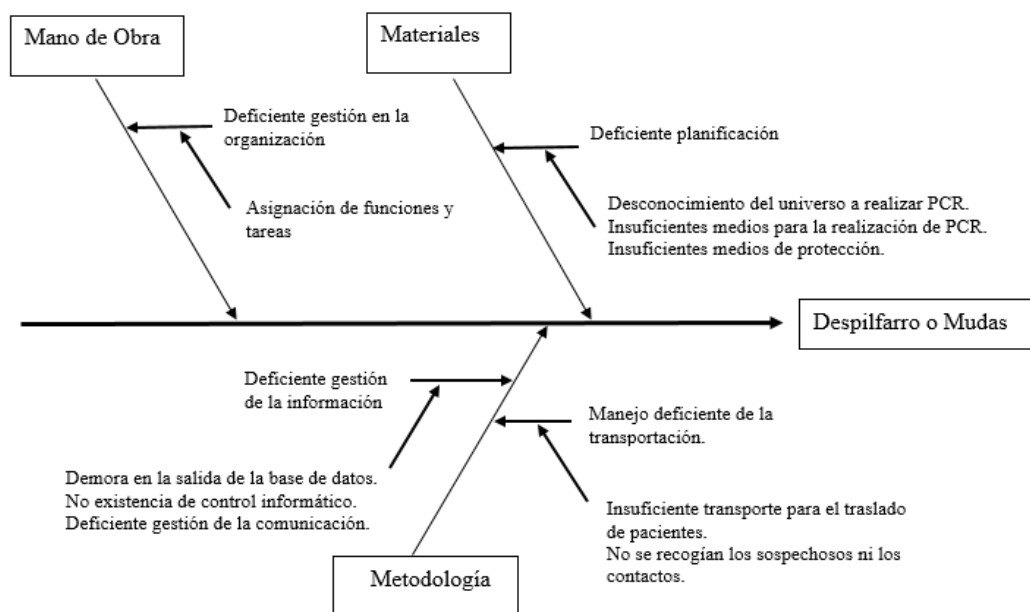 Mano de Obra
Materiales
Deficiente gestión en la
organización
Asignación de funciones y
tareas
Deficiente planificación
Desconocimiento del universo a realizar PCR.
Insuficientes medios para la realización de PCR.
Insuficientes medios de protección.
Despilfarro o Mudas
Deficiente gestión
de la información
Demora en la salida de la base de datos.
No existencia de control informático.
Deficiente gestión de la comunicación.
Manejo deficiente de la
transportación.
Insuficiente transporte para el traslado
de pacientes.
No se recogían los sospechosos ni los
contactos.
Metodología